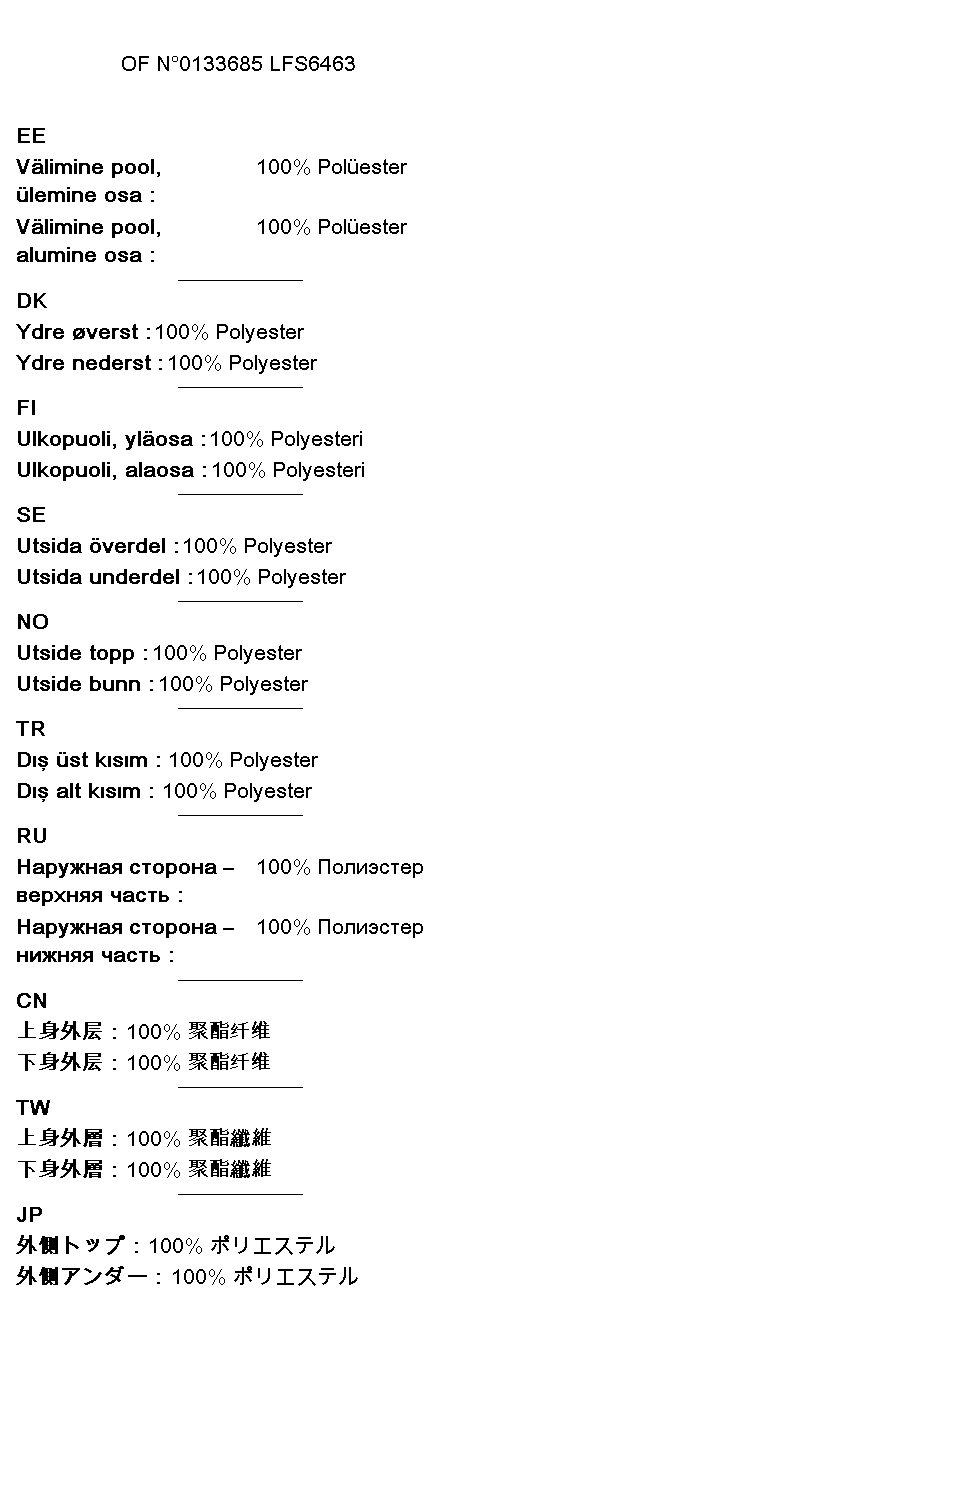 OF N°0133685 LFS6463
EE
Välimine pool, 100% Polüester
ülemine osa :
Välimine pool, 100% Polüester
alumine osa :
DK
Ydre øverst : 100% Polyester
Ydre nederst : 100% Polyester
FI
Ulkopuoli, yläosa : 100% Polyesteri
Ulkopuoli, alaosa : 100% Polyesteri
SE
Utsida överdel : 100% Polyester
Utsida underdel : 100% Polyester
NO
Utside topp : 100% Polyester
Utside bunn : 100% Polyester
TR
Dış üst kısım : 100% Polyester
Dış alt kısım : 100% Polyester
RU
Наружная сторона – 100% Полиэстер
верхняя часть :
Наружная сторона – 100% Полиэстер
нижняя часть :
CN
上身外层 : 100% 聚酯纤维
下身外层 : 100% 聚酯纤维
TW
上身外層 : 100% 聚酯纖維
下身外層 : 100% 聚酯纖維
JP
外側トップ : 100% ポリエステル
外側アンダー : 100% ポリエステル